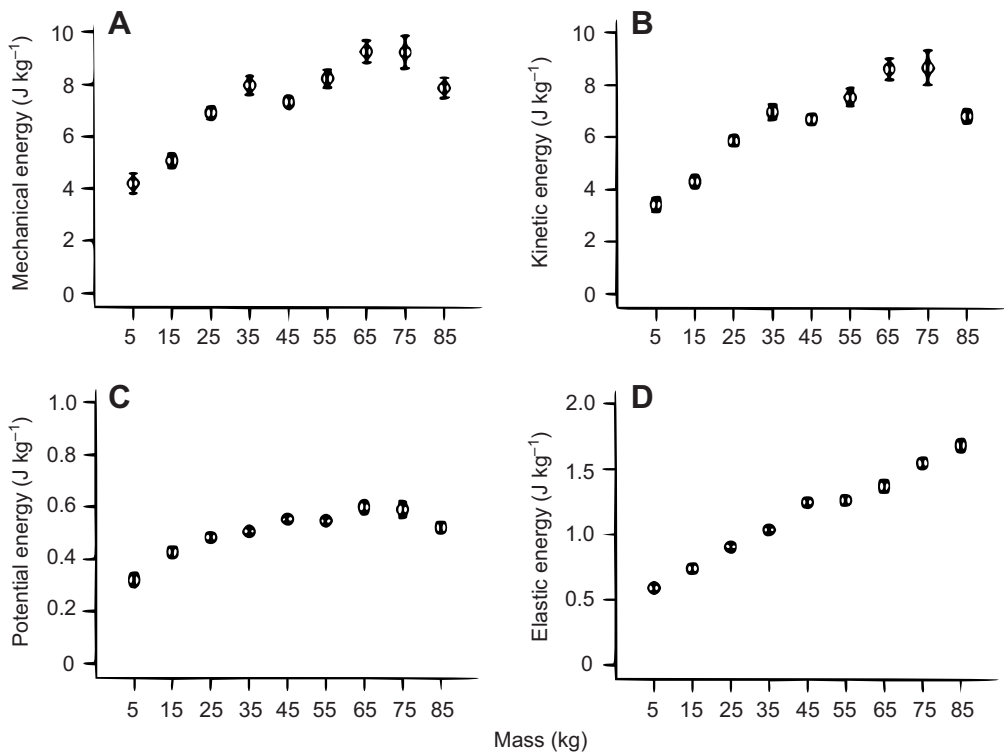 A
Mechanical energy (J kg–1)
10
8
6
4
2
0
5 15 25 35 45 55 65 75 85
B
Kinetic energy (J kg–1)
10
8
6
4
2
0
5 15 25 35 45 55 65 75 85
C
Potential energy (J kg–1)
1.0
0.8
0.6
0.4
0.2
0
5 15 25 35 45 55 65 75 85
D
Elastic energy (J kg–1)
2.0
1.5
1.0
0.5
0
5 15 25 35 45 55 65 75 85
Mass (kg)